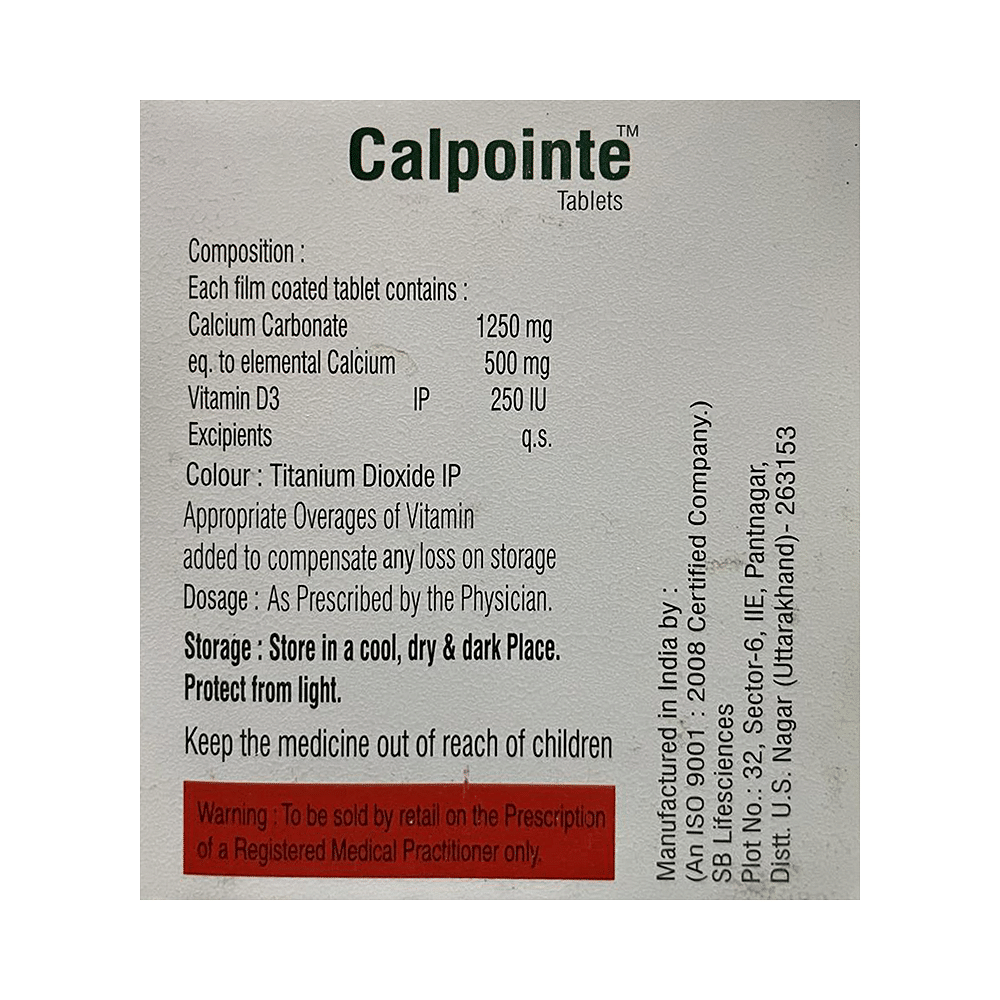 Calpointe™
Tablets
Composition :
Each film coated tablet contains :
Calcium Carbonate 1250 mg
eq. to elemental Calcium 500 mg
Vitamin D3 IP 250 IU
Excipients q.s.
Colour : Titanium Dioxide IP
Appropriate Overages of Vitamin
added to compensate any loss on storage
Dosage : As Prescribed by the Physician.
Storage : Store in a cool, dry & dark Place.
Protect from light.
Keep the medicine out of reach of children
Warning : To be sold by retail on the Prescription
of a Registered Medical Practitioner only.
Manufactured in India by :
(An ISO 9001 : 2008 Certified Company.)
SB Lifesciences
Plot No.: 32, Sector-6, IIE, Pantnagar,
Distt. U.S. Nagar (Uttarakhand)- 263153